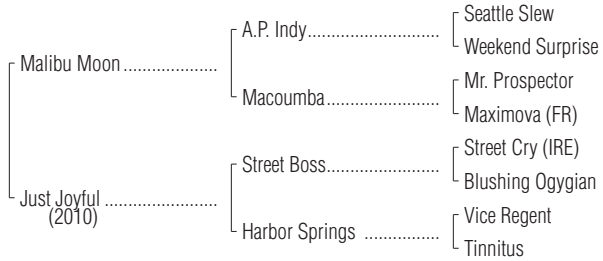 Seattle Slew
A.P. Indy
Weekend Surprise
Malibu Moon
Mr. Prospector
Macoumba
Maximova (FR)
Street Cry (IRE)
Street Boss
Blushing Ogygian
Just Joyful
(2010)
Vice Regent
Harbor Springs
Tinnitus